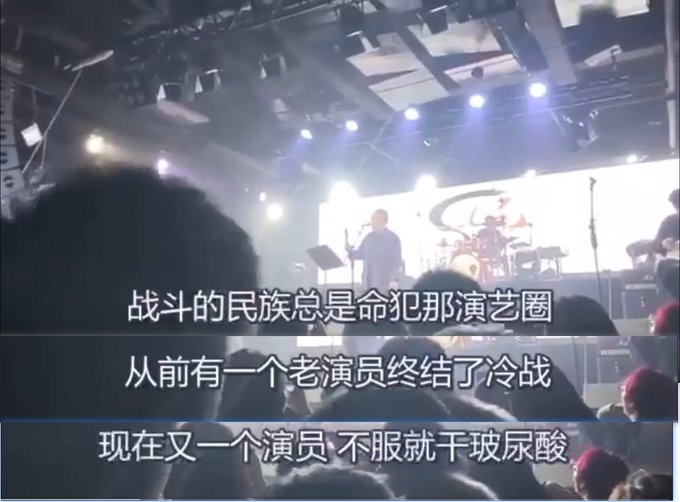 战斗的民族总是命犯那演艺圈
从前有一个老演员终结了冷战
现在又一个演员 不服就干玻尿酸